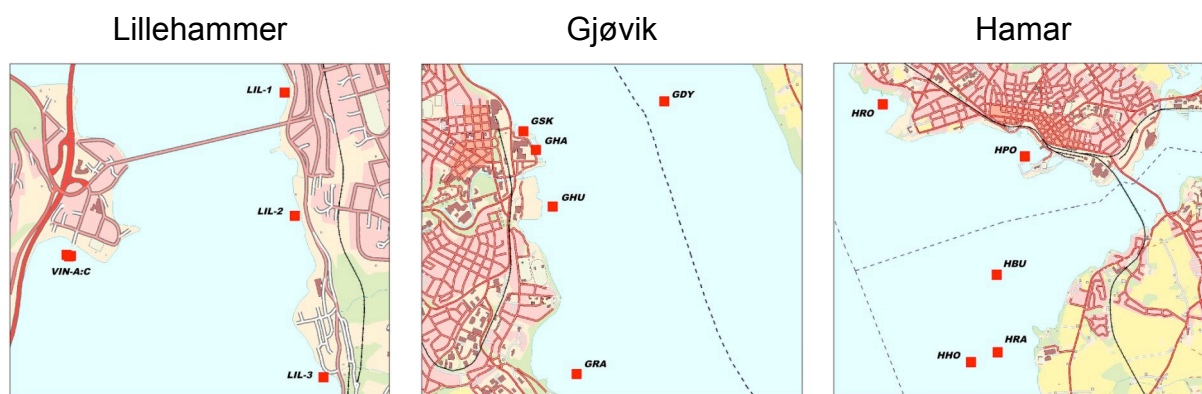 Lillehammer
Gjøvik
Hamar
LIL-1
LIL-2
VIN-A:C
LIL-3
GDY
GSK
GHA
GHU
GRA
HRO
HPO
HBU
HRA
HHO